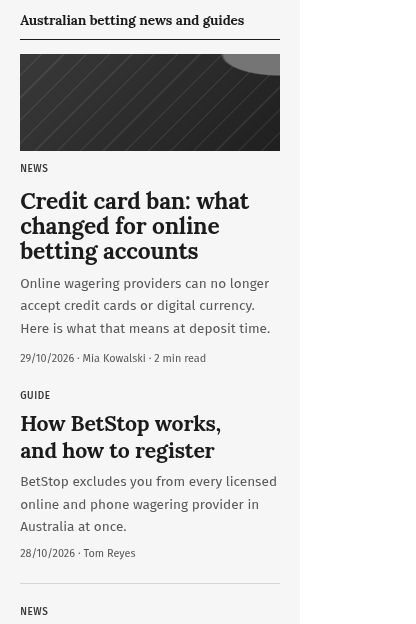 Australian betting news and guides
NEWS
Credit card ban: what
changed for online
betting accounts
Online wagering providers can no longer
accept credit cards or digital currency.
Here is what that means at deposit time.
29/10/2026 · Mia Kowalski · 2 min read
GUIDE
How BetStop works,
and how to register
BetStop excludes you from every licensed
online and phone wagering provider in
Australia at once.
28/10/2026 · Tom Reyes
NEWS